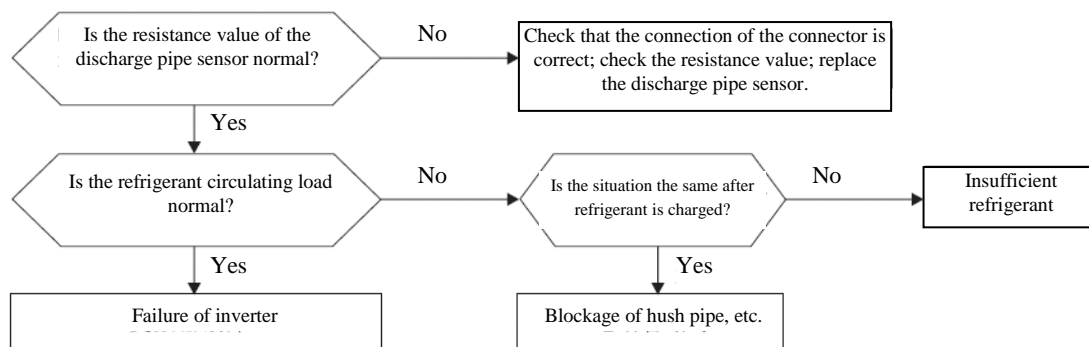 Is the resistance value of the
discharge pipe sensor normal?
No
Check that the connection of the connector is
correct; check the resistance value; replace
the discharge pipe sensor.
Yes
Is the refrigerant circulating load
normal?
No
Is the situation the same after
refrigerant is charged?
No
Insufficient
refrigerant
Yes
Yes
Failure of inverter
Blockage of hush pipe, etc.